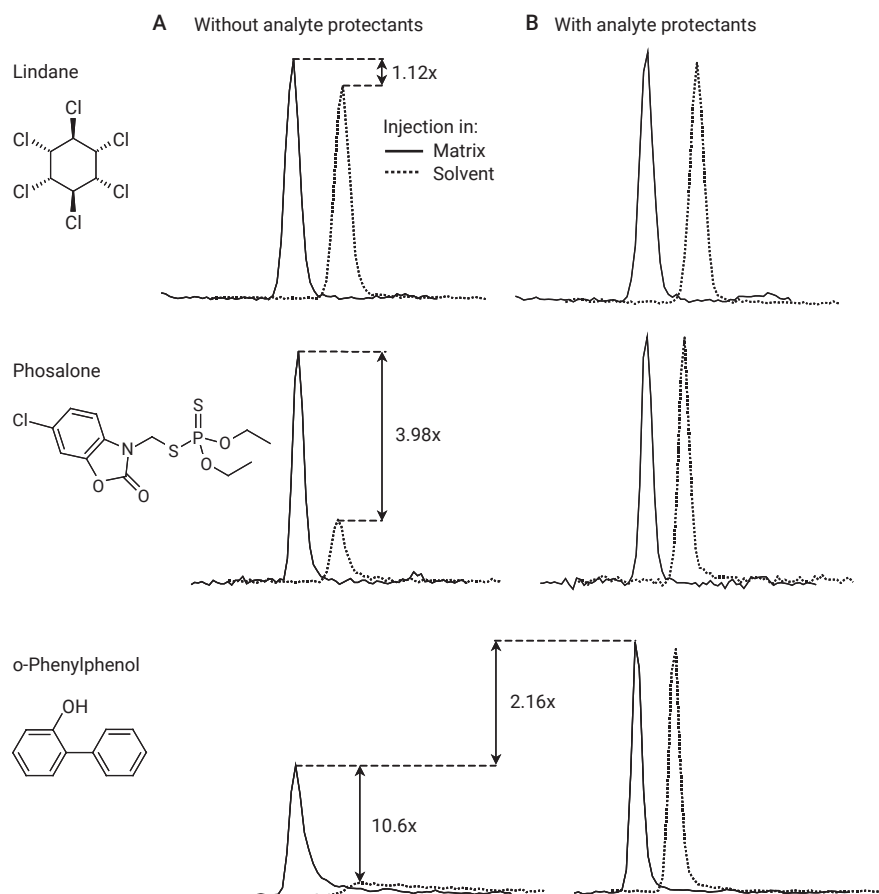 A Without analyte protectants
B With analyte protectants
Lindane
1.12x
Cl
Cl
Cl
Cl
Cl
Cl
Injection in:
Matrix
Solvent
Phosalone
3.98x
Cl
N
O
O
S
S
P
O
O
o-Phenylphenol
OH
2.16x
10.6x